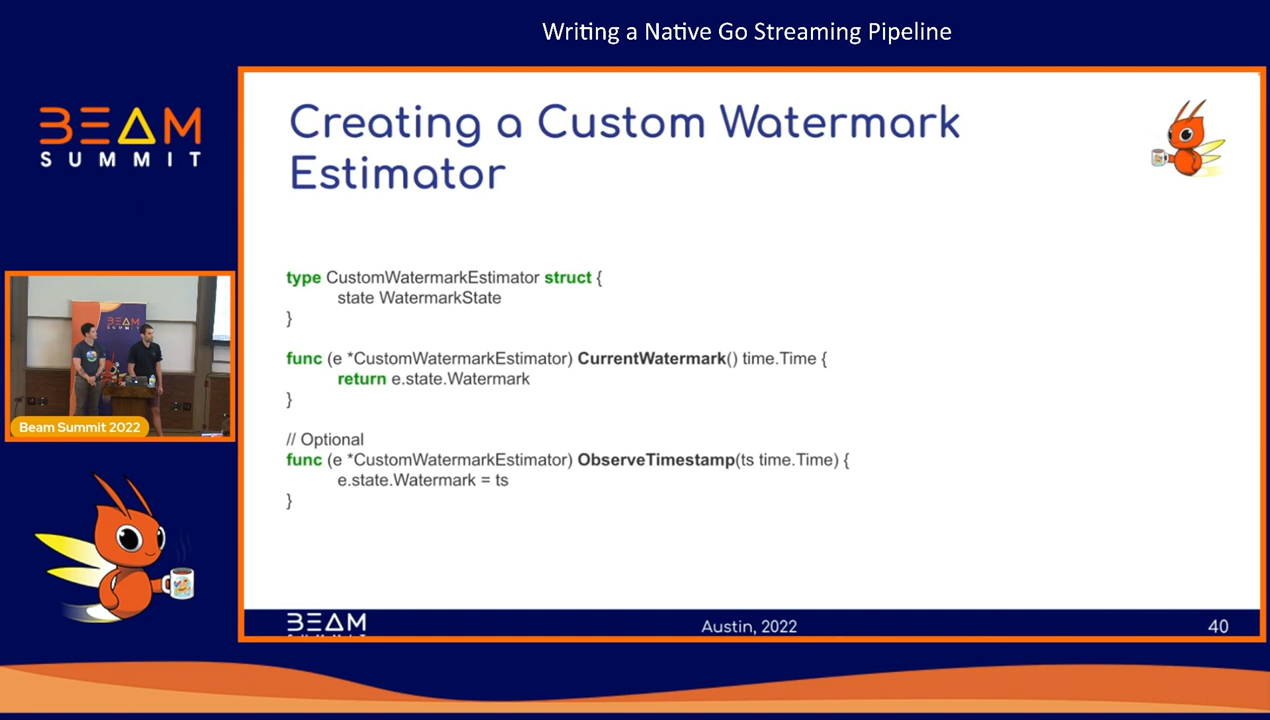 Writing a Native Go Streaming Pipeline
BEAM
SUMMIT
Creating a Custom Watermark
Estimator
type CustomWatermarkEstimator struct {
state WatermarkState
}
func (e *CustomWatermarkEstimator) CurrentWatermark() time.Time {
return e.state.Watermark
}
// Optional
func (e *CustomWatermarkEstimator) ObserveTimestamp(ts time.Time) {
e.state.Watermark = ts
}
BEAM
SUMMIT
Beam Summit 2022
BEAM
Austin, 2022
40